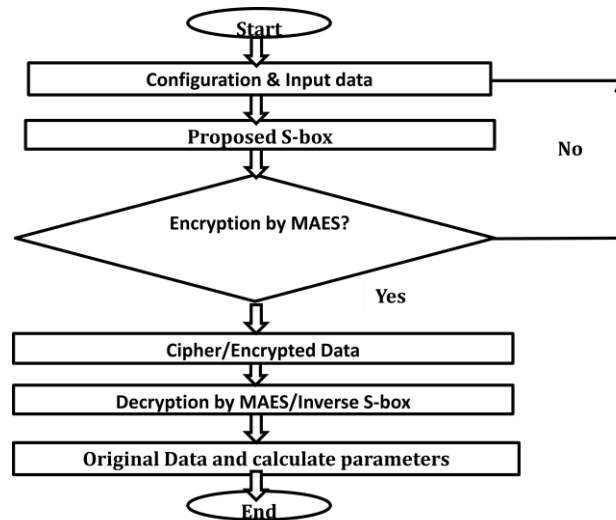 Start
Configuration & Input data
Proposed S-box
No
Encryption by MAES?
Yes
Cipher/Encrypted Data
Decryption by MAES/Inverse S-box
Original Data and calculate parameters
End